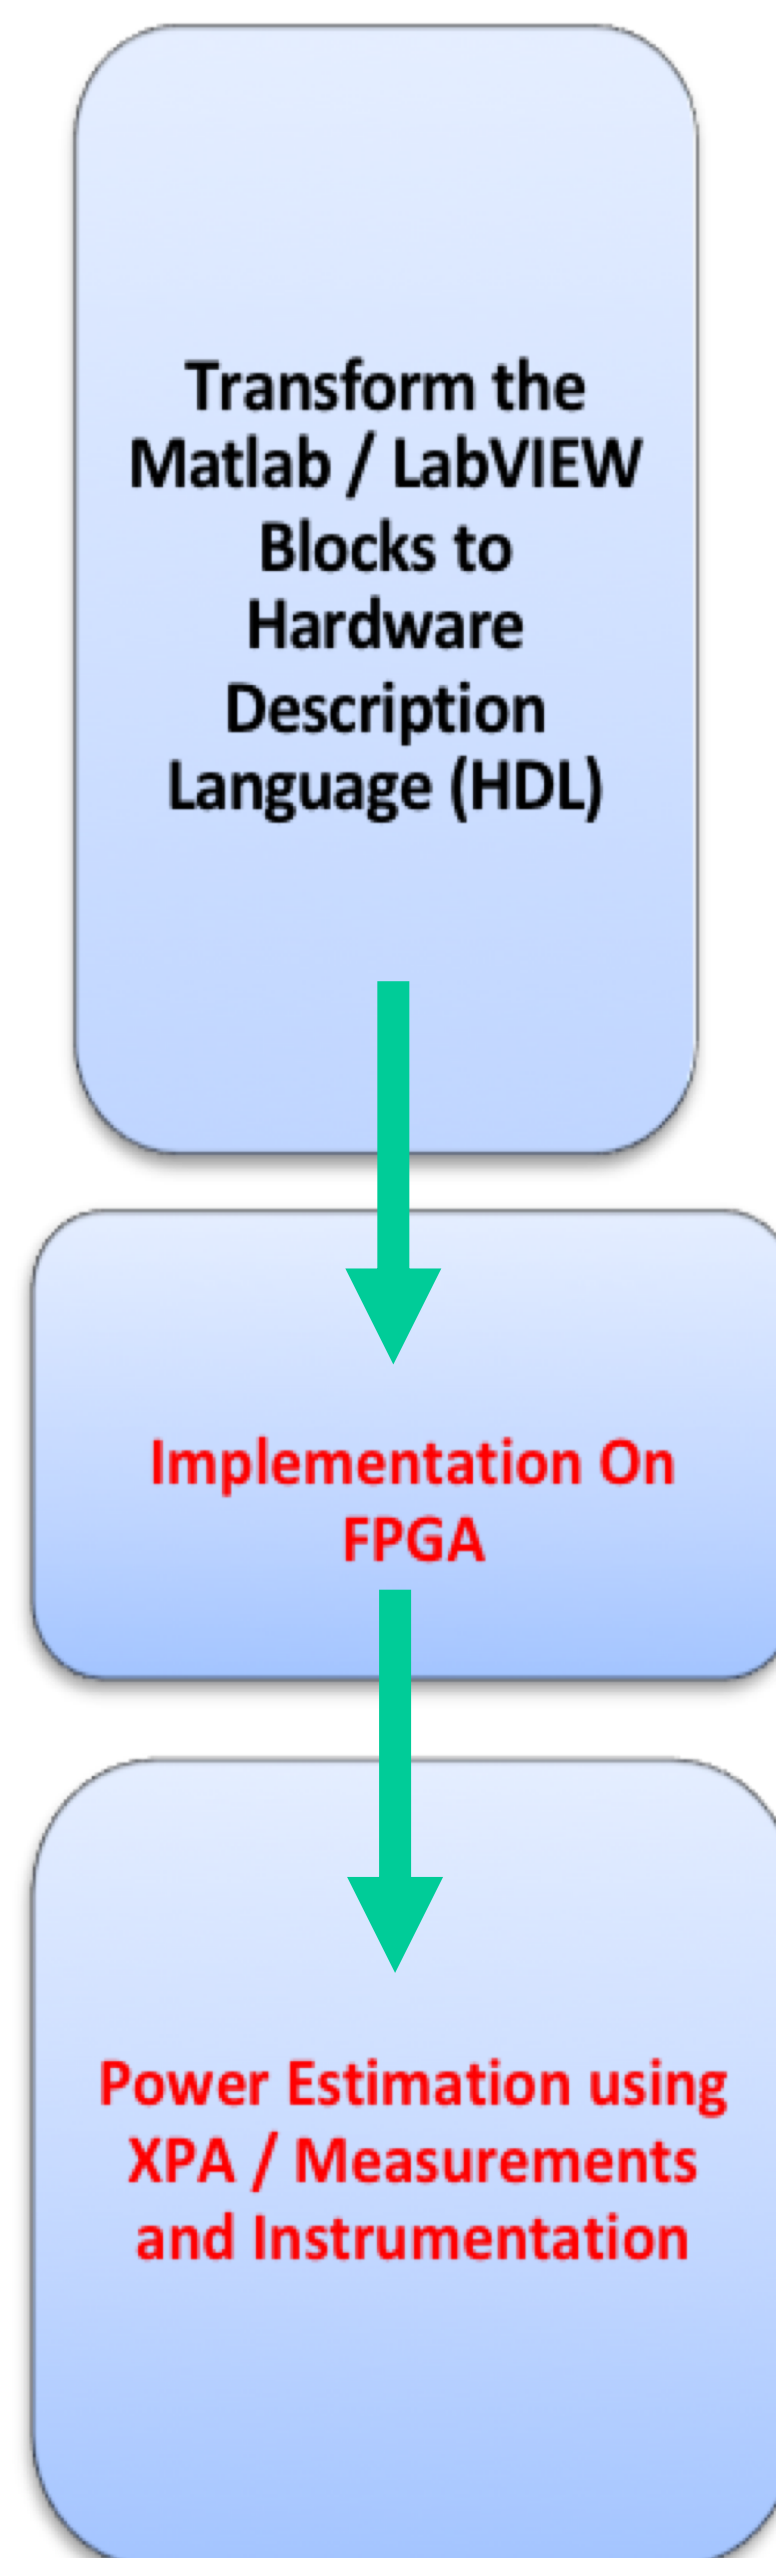 Transform the
Matlab / LabVIEW
Blocks to
Hardware
Description
Language (HDL)
Implementation On
FPGA
Power Estimation using
XPA / Measurements
and Instrumentation